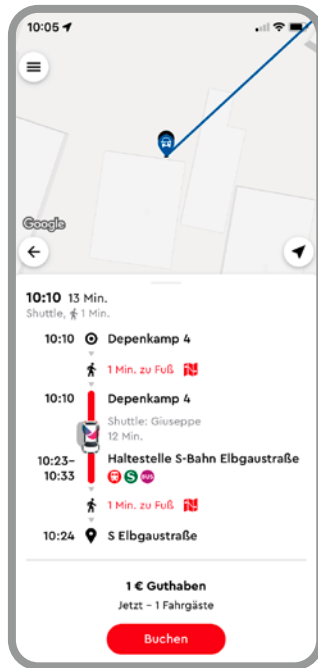 10:05
Google
10:10 13 Min.
Shuttle, 1 Min.
10:10 Depenkamp 4
1 Min. zu Fuß
10:10 Depenkamp 4
Shuttle: Giuseppe
12 Min.
10:23-
10:33
Haltestelle S-Bahn Elbgaustraße
S BUS
1 Min. zu Fuß
10:24 S Elbgaustraße
1 € Guthaben
Jetzt – 1 Fahrgäste
Buchen